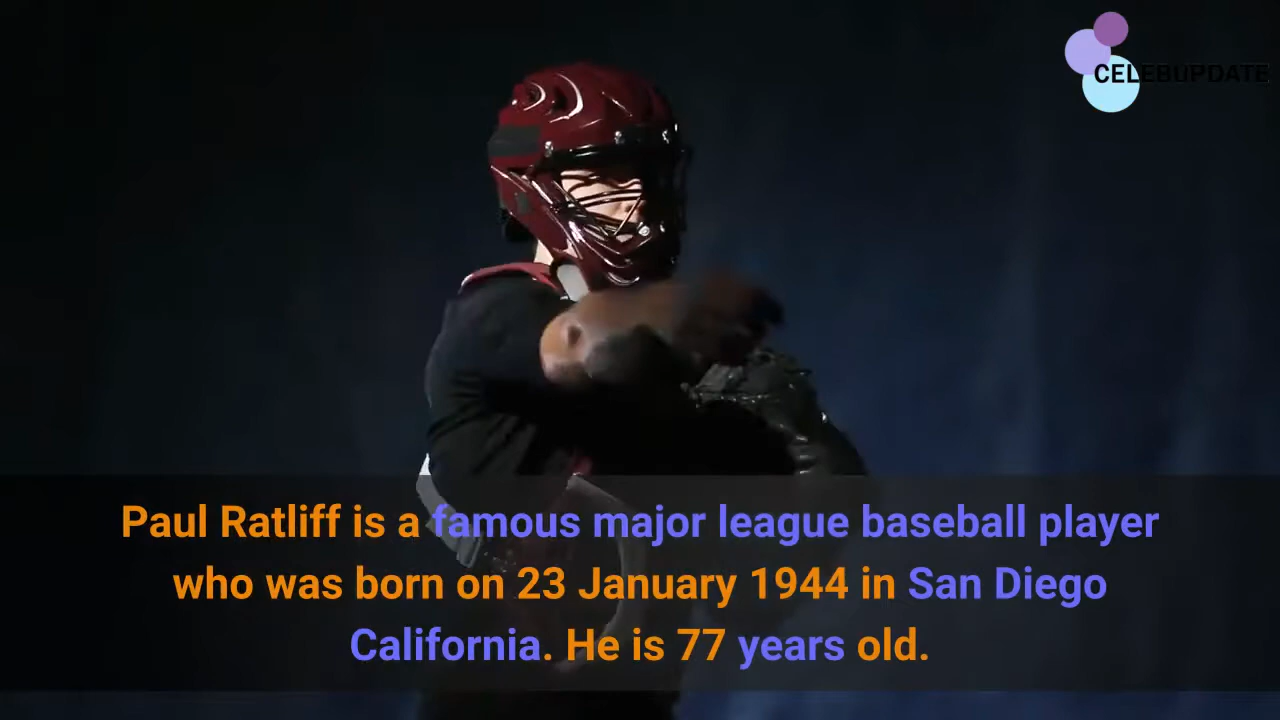 CELEBUPDATE
Paul Ratliff is a famous major league baseball player
who was born on 23 January 1944 in San Diego
California. He is 77 years old.